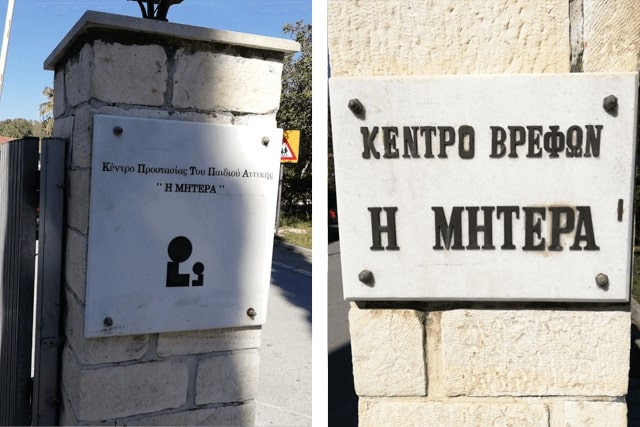 Κέντρο Προστασίας Του Παιδιού Αττικής
'' Η ΜΗΤΕΡΑ ''
ΚΕΝΤΡΟ ΒΡΕΦΩΝ
Η ΜΗΤΕΡΑ